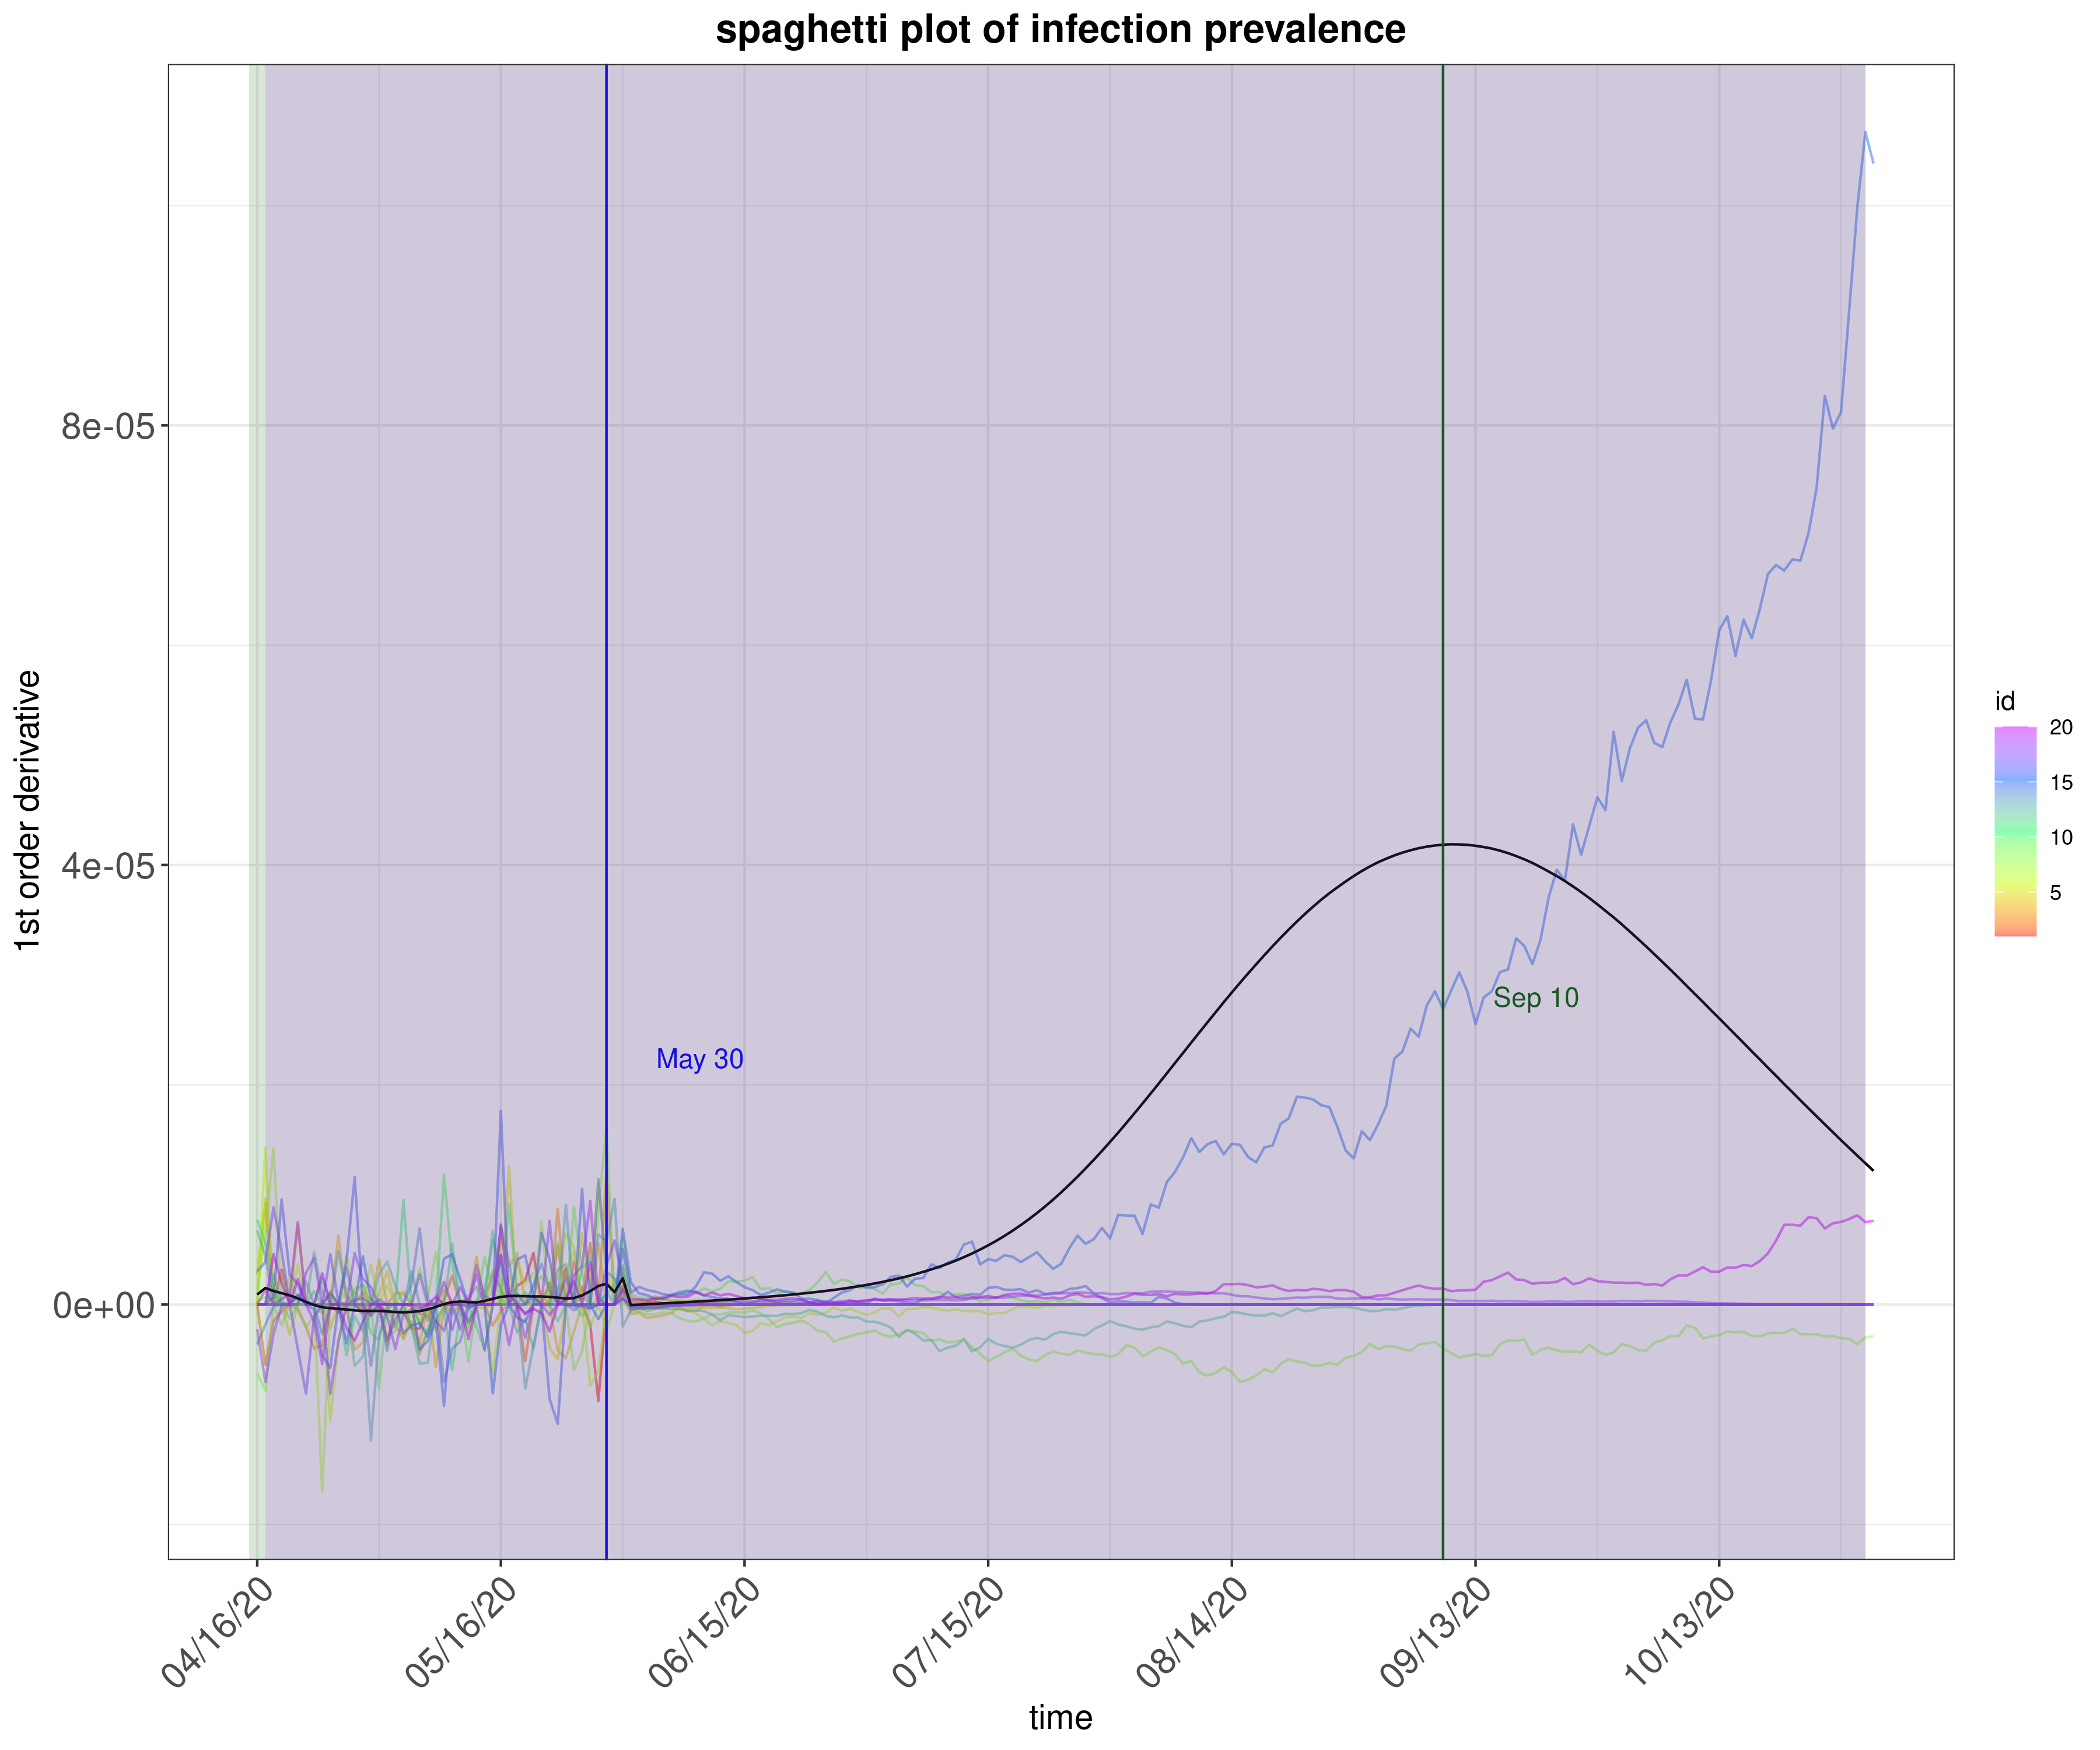 spaghetti plot of infection prevalence
1st order derivative
8e-05
4e-05
0e+00
May 30
Sep 10
04/16/20
05/16/20
06/15/20
07/15/20
08/14/20
09/13/20
10/13/20
time
id
20
15
10
5